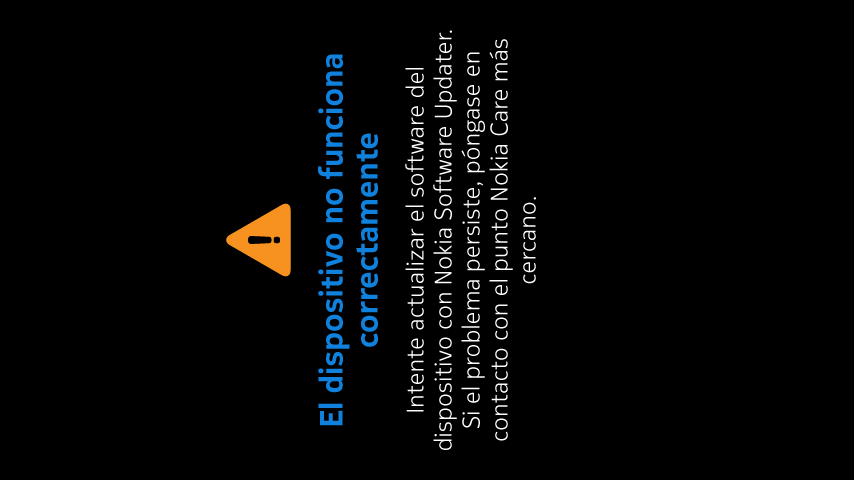 El dispositivo no funciona
correctamente
Intente actualizar el software del
dispositivo con Nokia Software Updater.
Si el problema persiste, póngase en
contacto con el punto Nokia Care más
cercano.